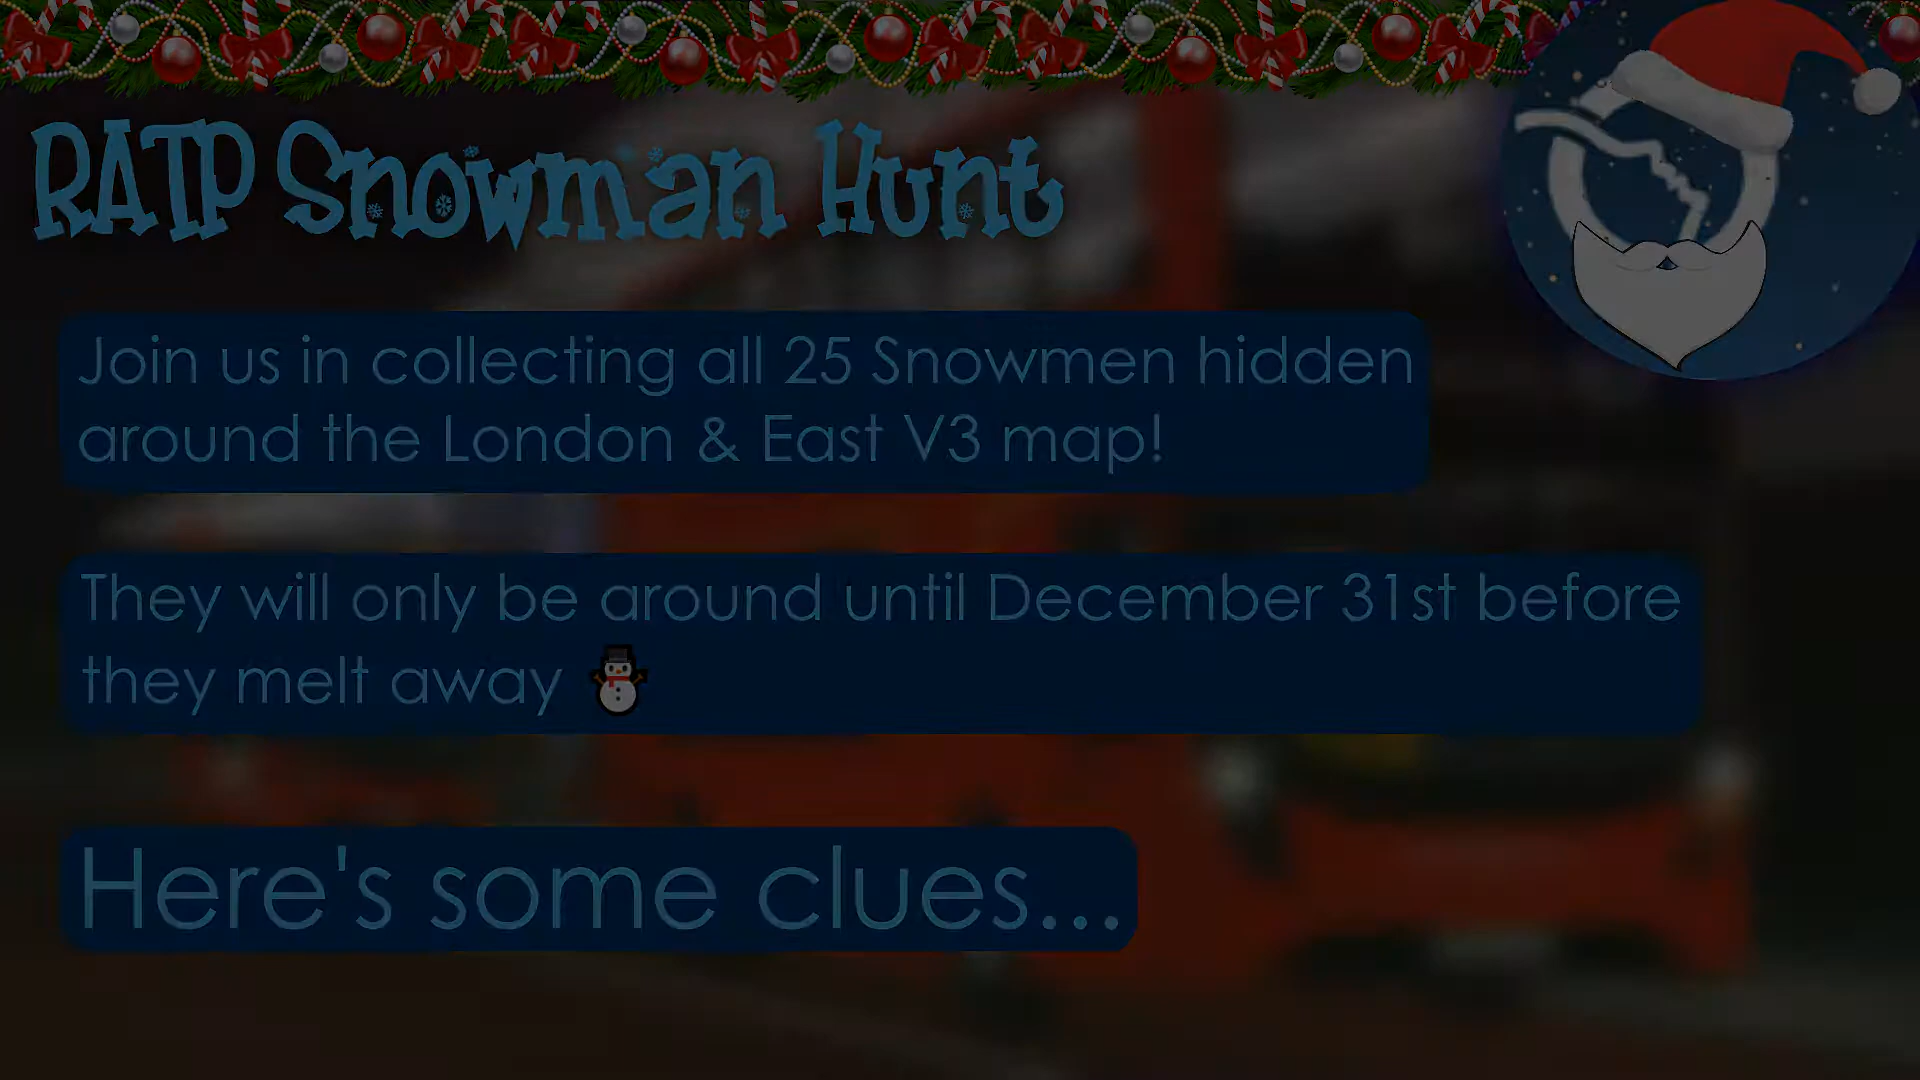 RATP Snowman Hunt
Join us in collecting all 25 Snowmen hidden
around the London & East V3 map!
They will only be around until December 31st before
they melt away
Here's some clues...